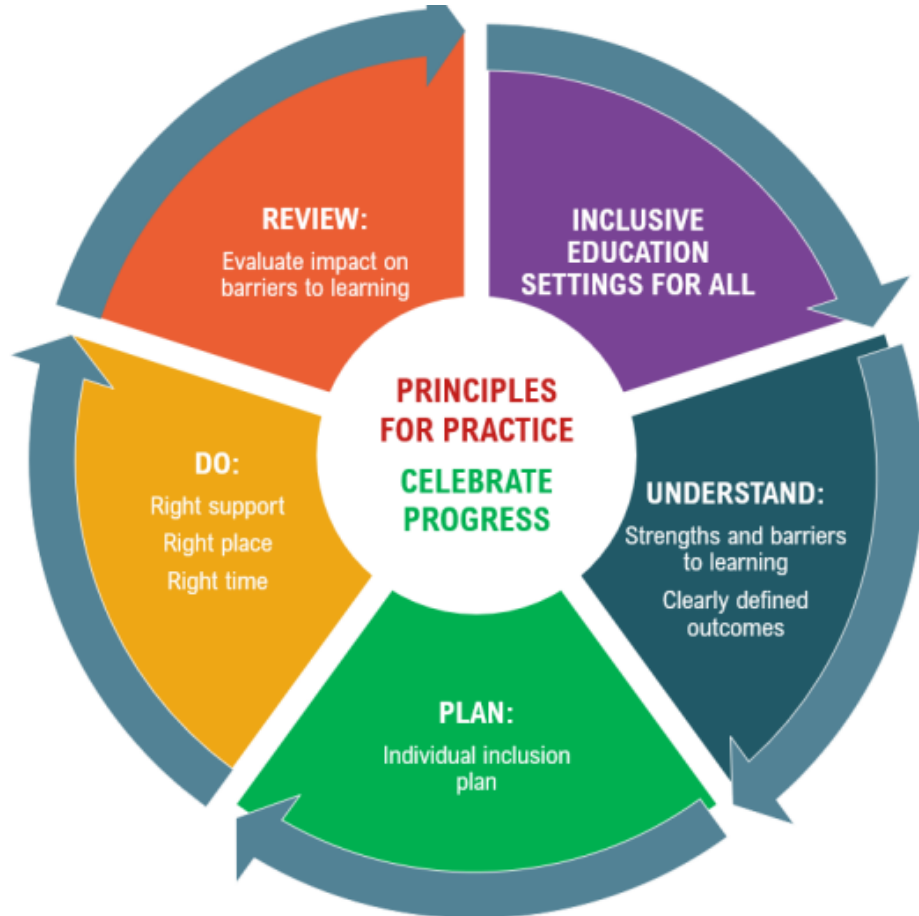 PRINCIPLES
FOR PRACTICE
CELEBRATE
PROGRESS
INCLUSIVE
EDUCATION
SETTINGS FOR ALL
UNDERSTAND:
Strengths and barriers
to learning
Clearly defined
outcomes
PLAN:
Individual inclusion
plan
DO:
Right support
Right place
Right time
REVIEW:
Evaluate impact on
barriers to learning